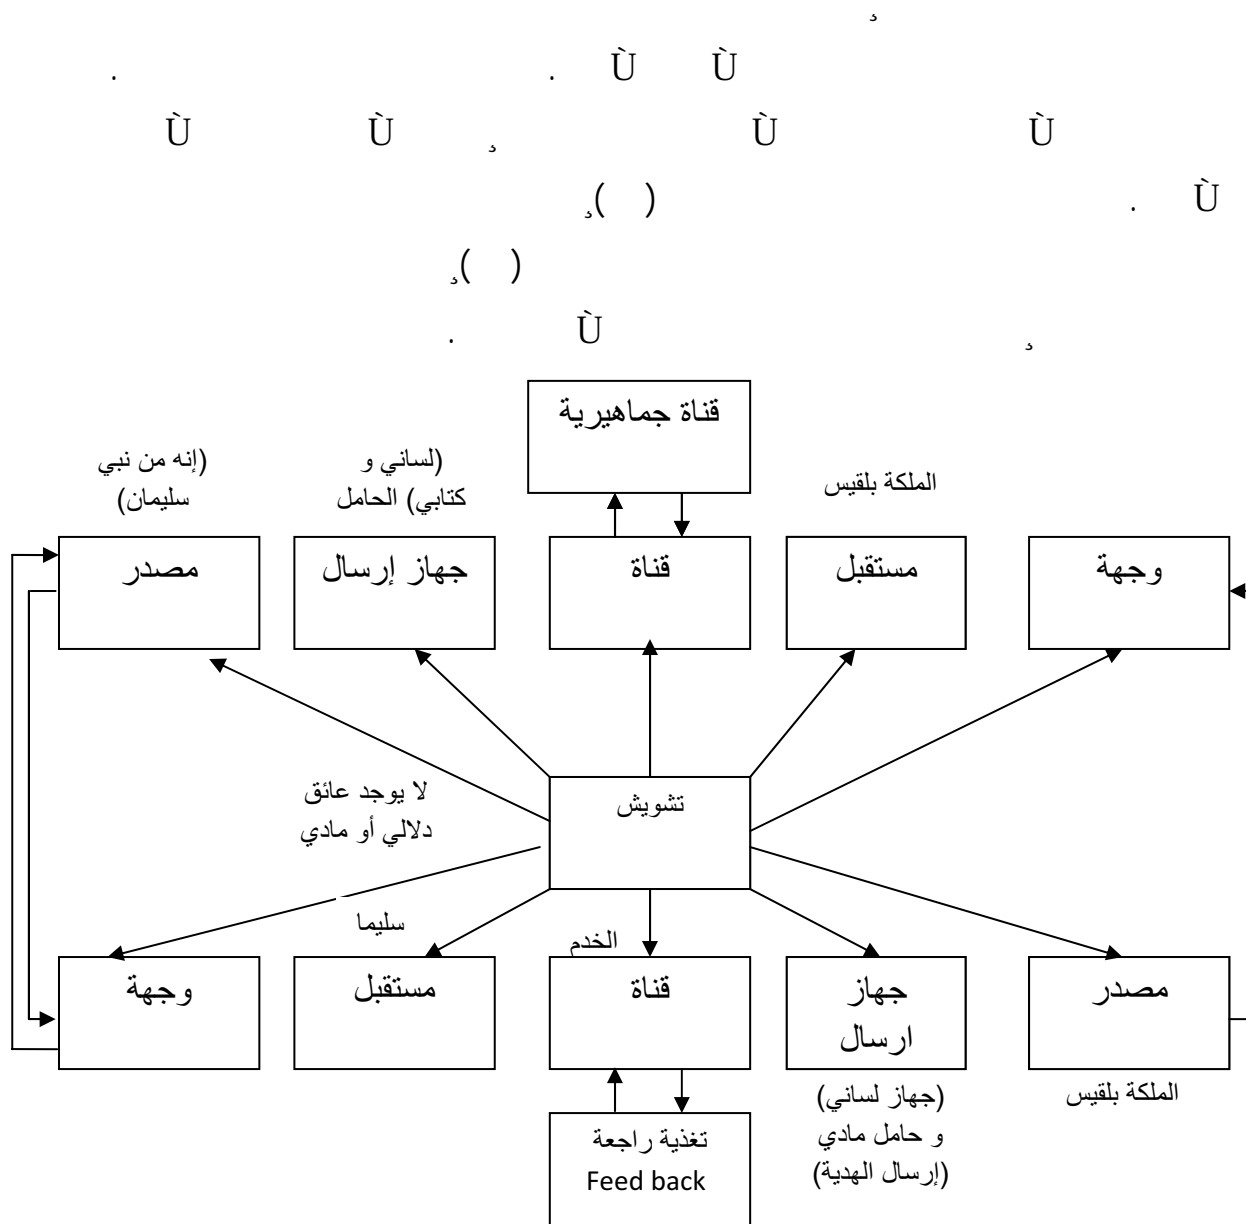 ¸
. . Ù Ù
Ù Ù ¸ Ù Ù
¸( ) . Ù
¸( )
. Ù ¸
قناة جماهيرية
الملكة بلقيس
(لساني و
كتابي) الحامل
(إنه من نبي
سليمان)
وجهة
مستقبل
قناة
جهاز إرسال
مصدر
تشويش
لا يوجد عائق
دلالي أو مادي
الخدم
سليما
مصدر
جهاز
ارسال
قناة
مستقبل
وجهة
الملكة بلقيس
(جهاز لساني)
و حامل مادي
(إرسال الهدية)
تغذية راجعة
Feed back